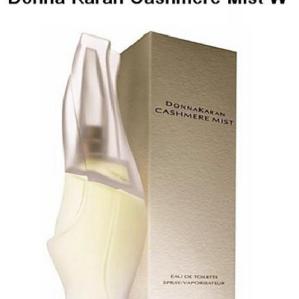 Donna Karan Cashmere Mist W
DONNAKARAN
CASHMERE MIST
EAU DE TOILETTE
SPRAY/VAPORISATEUR